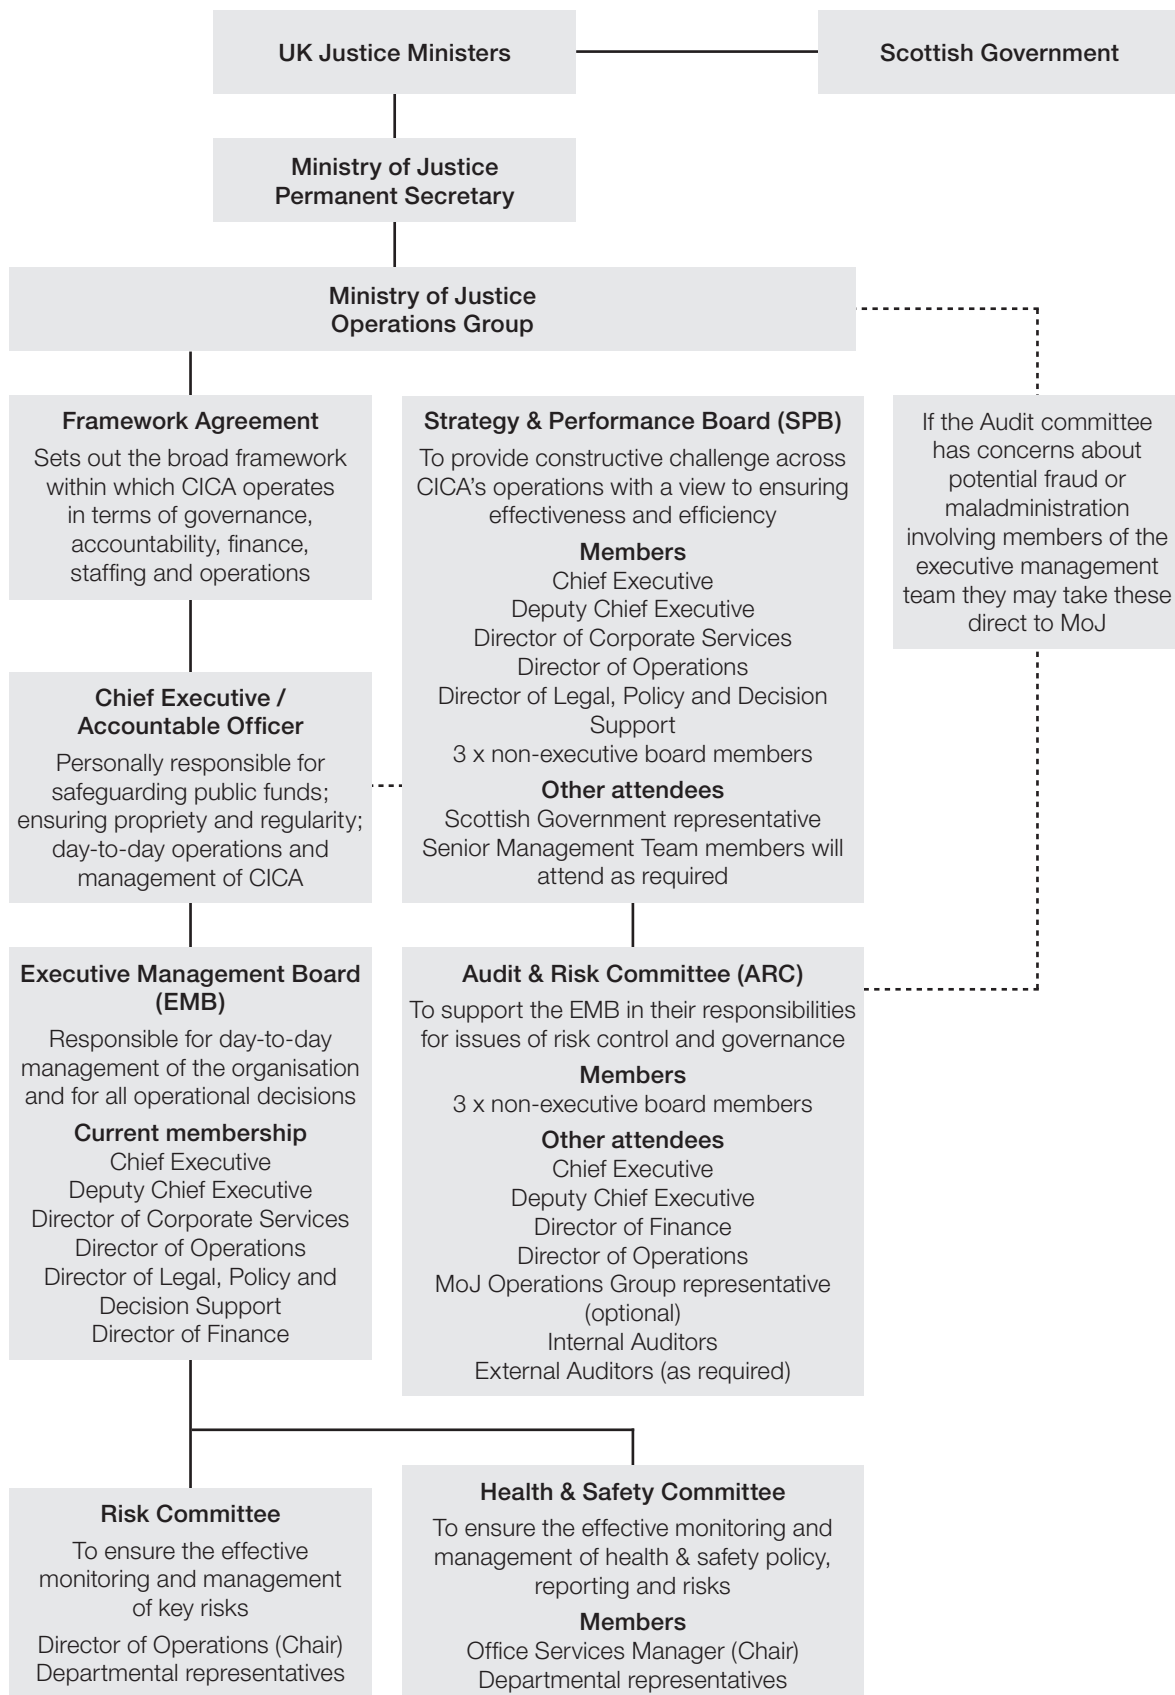 UK Justice Ministers
Scottish Government
Ministry of Justice
Permanent Secretary
Ministry of Justice
Operations Group
Framework Agreement
Sets out the broad framework
within which CICA operates
in terms of governance,
accountability, finance,
staffing and operations
Strategy & Performance Board (SPB)
To provide constructive challenge across
CICA's operations with a view to ensuring
effectiveness and efficiency
Members
Chief Executive
Deputy Chief Executive
Director of Corporate Services
Director of Operations
Director of Legal, Policy and Decision
Support
3 x non-executive board members
Other attendees
Scottish Government representative
Senior Management Team members will
attend as required
If the Audit committee
has concerns about
potential fraud or
maladministration
involving members of the
executive management
team they may take these
direct to MoJ
Chief Executive /
Accountable Officer
Personally responsible for
safeguarding public funds;
ensuring propriety and regularity;
day-to-day operations and
management of CICA
Executive Management Board
(EMB)
Responsible for day-to-day
management of the organisation
and for all operational decisions
Current membership
Chief Executive
Deputy Chief Executive
Director of Corporate Services
Director of Operations
Director of Legal, Policy and
Decision Support
Director of Finance
Audit & Risk Committee (ARC)
To support the EMB in their responsibilities
for issues of risk control and governance
Members
3 x non-executive board members
Other attendees
Chief Executive
Deputy Chief Executive
Director of Finance
Director of Operations
MoJ Operations Group representative
(optional)
Internal Auditors
External Auditors (as required)
Risk Committee
To ensure the effective
monitoring and management
of key risks
Director of Operations (Chair)
Departmental representatives
Health & Safety Committee
To ensure the effective monitoring and
management of health & safety policy,
reporting and risks
Members
Office Services Manager (Chair)
Departmental representatives